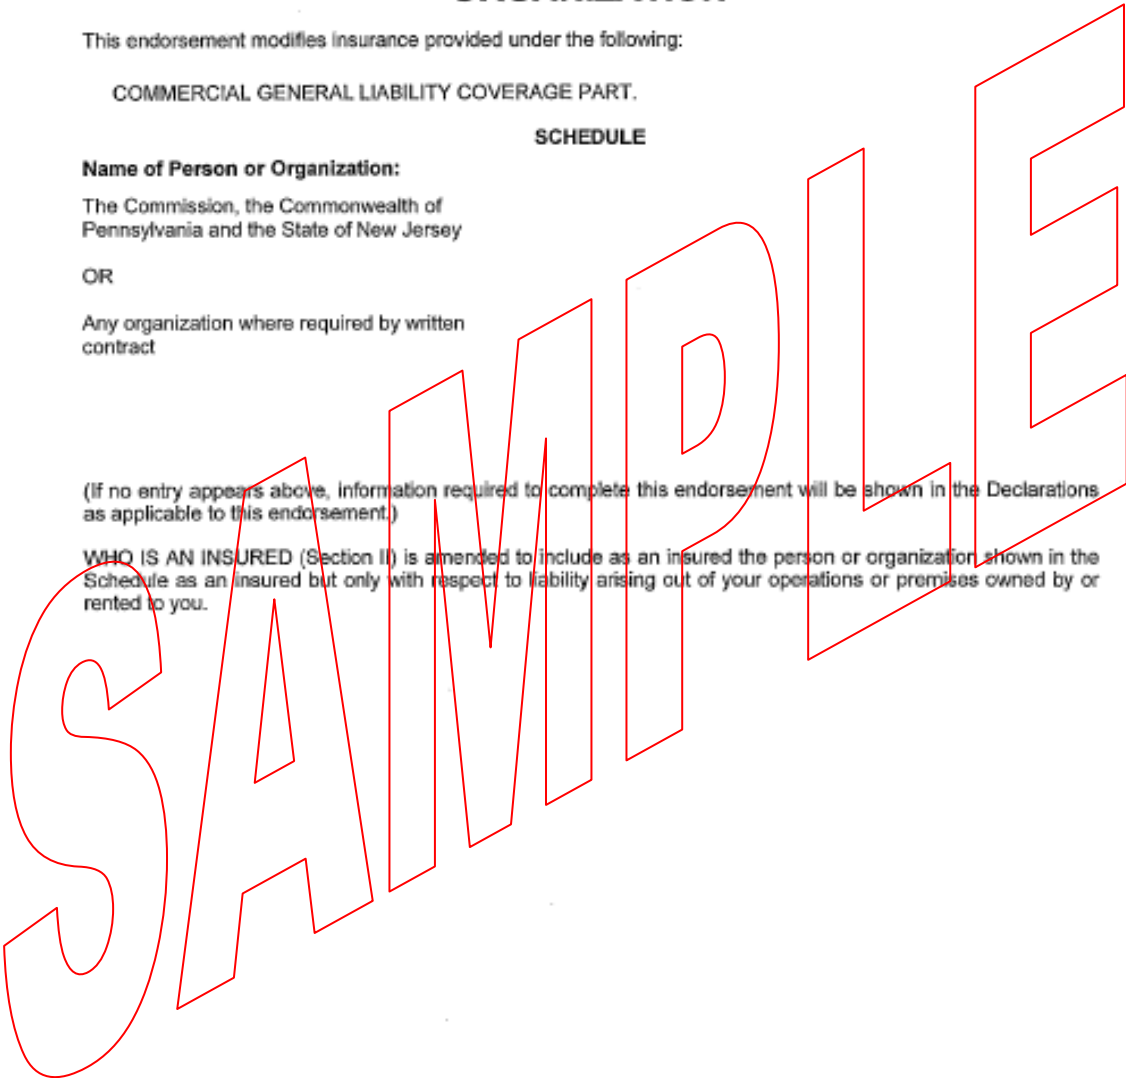 This endorsement modifies insurance provided under the following:
COMMERCIAL GENERAL LIABILITY COVERAGE PART.
SCHEDULE
Name of Person or Organization:
The Commission, the Commonwealth of
Pennsylvania and the State of New Jersey
OR
Any organization where required by written
contract
(If no entry appears above, information required to complete this endorsement will be shown in the Declarations
as applicable to this endorsement.)
WHO IS AN INSURED (Section II) is amended to include as an insured the person or organization shown in the
Schedule as an insured but only with respect to liability arising out of your operations or premises owned by or
rented to you.
SAMPLE